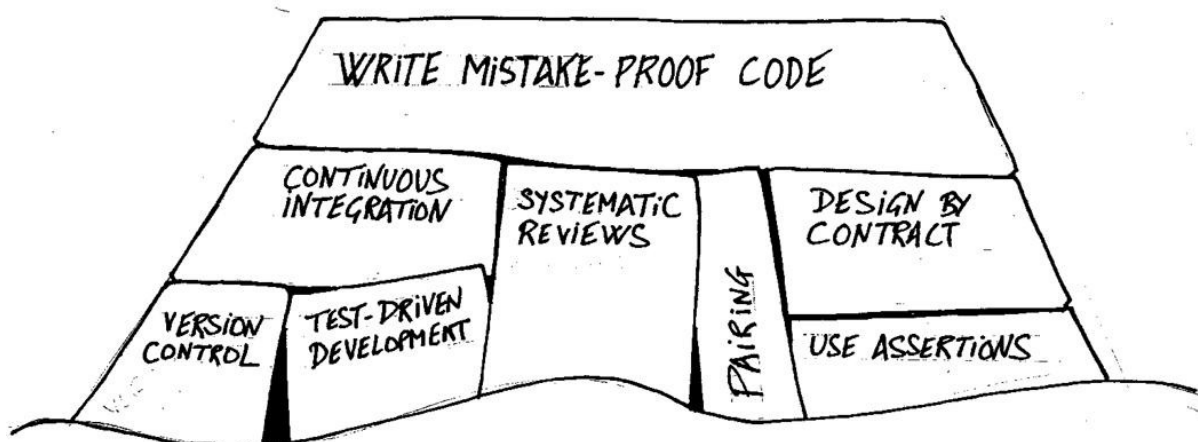 WRITE MISTAKE-PROOF CODE
CONTINUOUS
INTEGRATION
SYSTEMATIC
REVIEWS
PAIRING
DESIGN BY
CONTRACT
VERSION
CONTROL
TEST-DRIVEN
DEVELOPMENT
USE ASSERTIONS